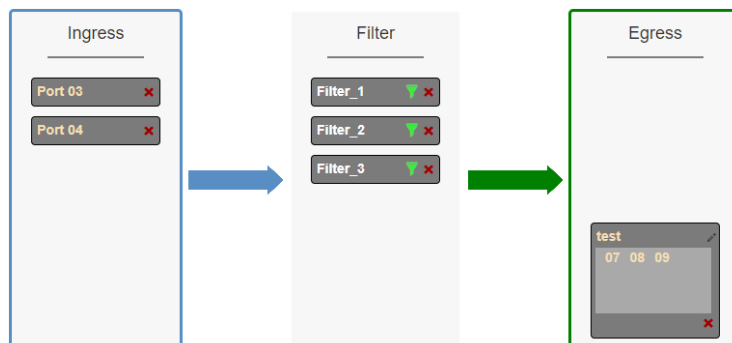 Ingress
Port 03
Port 04
Filter
Filter_1
Filter_2
Filter_3
Egress
test
07 08 09